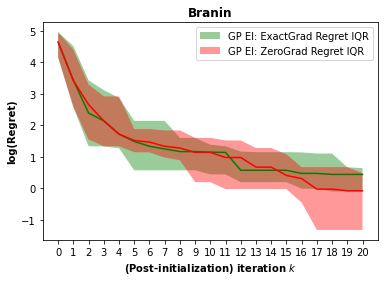 Branin
GP EI: ExactGrad Regret IQR
GP EI: ZeroGrad Regret IQR
log(Regret)
5
4
3
2
1
0
−1
0 1 2 3 4 5 6 7 8 9 10 11 12 13 14 15 16 17 18 19 20
(Post-initialization) iteration k